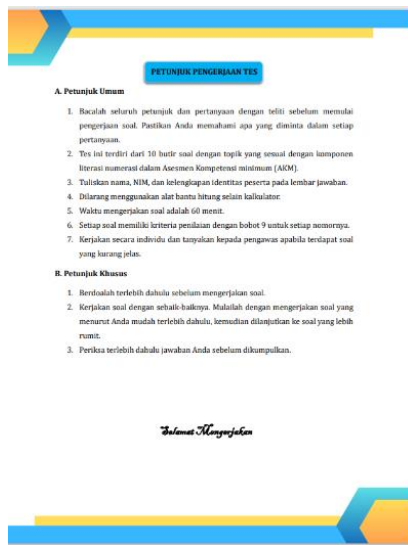 PETUNJUK PENGERJAAN TES
A. Petunjuk Umum
1. Bacalah seluruh petunjuk dan pertanyaan dengan teliti sebelum memulai
pengerjaan soal. Pastikan Anda memahami apa yang diminta dalam setiap
pertanyaan.
2. Tes ini terdiri dari 10 butir soal dengan topik yang sesuai dengan komponen
literasi numerasi dalam Asesmen Kompetensi minimum (AKM).
3. Tuliskan nama, NIM, dan kelengkapan identitas peserta pada lembar jawaban.
4. Dilarang menggunakan alat bantu hitung selain kalkulator.
5. Waktu mengerjakan soal adalah 60 menit.
6. Setiap soal memiliki kriteria penilaian dengan bobot 9 untuk setiap nomornya.
7. Kerjakan secara individu dan tanyakan kepada pengawas apabila terdapat soal
yang kurang jelas.
B. Petunjuk Khusus
1. Berdoalah terlebih dahulu sebelum mengerjakan soal.
2. Kerjakan soal dengan sebaik-baiknya. Mulailah dengan mengerjakan soal yang
menurut Anda mudah terlebih dahulu, kemudian dilanjutkan ke soal yang lebih
rumit.
3. Periksa terlebih dahulu jawaban Anda sebelum dikumpulkan.
Selamat Mengerjakan